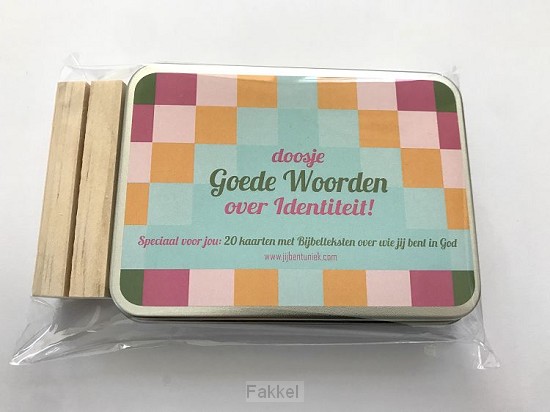 doosje
Goede Woorden
over Identiteit!
Speciaal voor jou: 20 kaarten met Bijbelteksten over wie jij bent in God
www.jijbentuniek.com
Fakkel